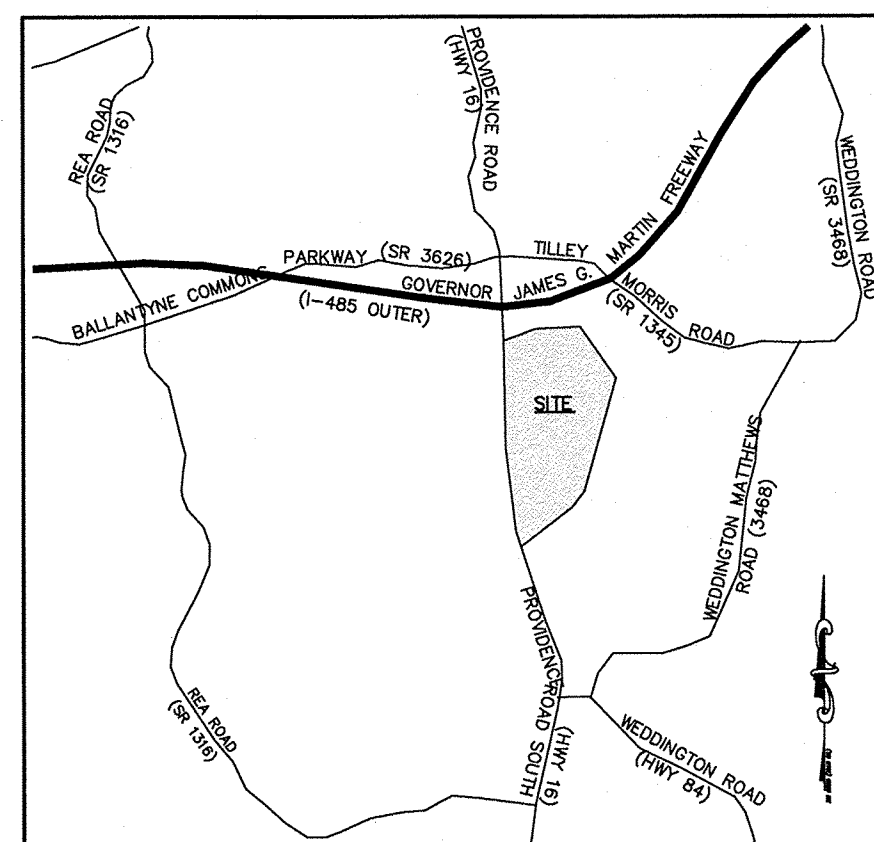 PROVIDENCE ROAD
(HWY 16)
REA ROAD
(SR 1316)
WEDDINGTON ROAD
(SR 3468)
BALLANTYNE COMMONS
PARKWAY (SR 3626)
TILLEY
MORRIS
ROAD
(SR 1345)
GOVERNOR
JAMES G.
MARTIN
FREEWAY
(I-485 OUTER)
SITE
WEDDINGTON MATTHEWS
ROAD (3468)
PROVIDENCE
ROAD SOUTH
(HWY 16)
REA ROAD
(SR 1316)
WEDDINGTON ROAD
(HWY 84)